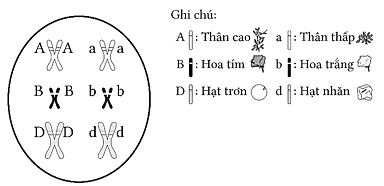 Ghi chú:
A A a a
A : Thân cao a : Thân thấp
B B b b
B : Hoa tím b : Hoa trắng
D D d d
D : Hạt trơn d : Hạt nhăn